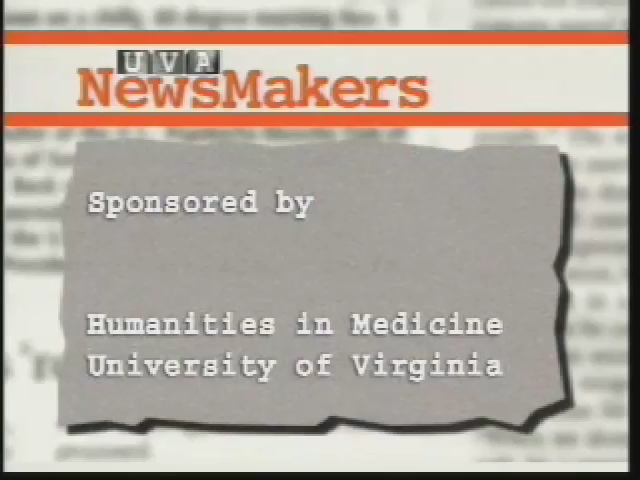 UVA
NewsMakers
Sponsored by
Humanities in Medicine
University of Virginia